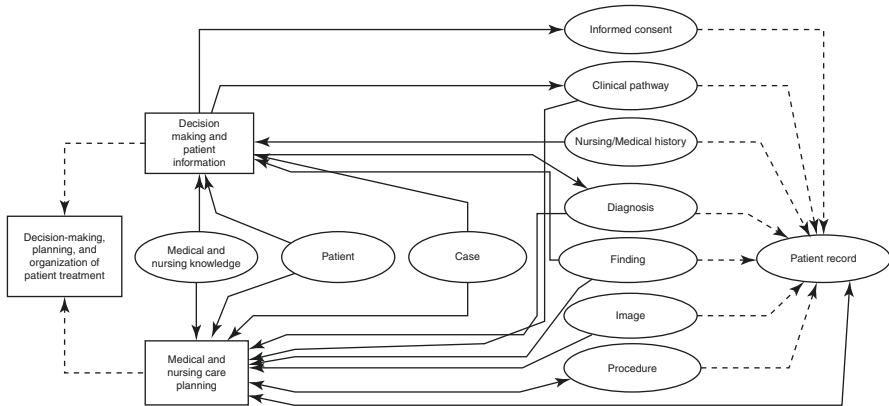 Informed consent
Clinical pathway
Decision
making and
patient
information
Nursing/Medical history
Diagnosis
Decision-making,
planning, and
organization of
patient treatment
Medical and
nursing knowledge
Patient
Case
Finding
Patient record
Image
Medical and
nursing care
planning
Procedure